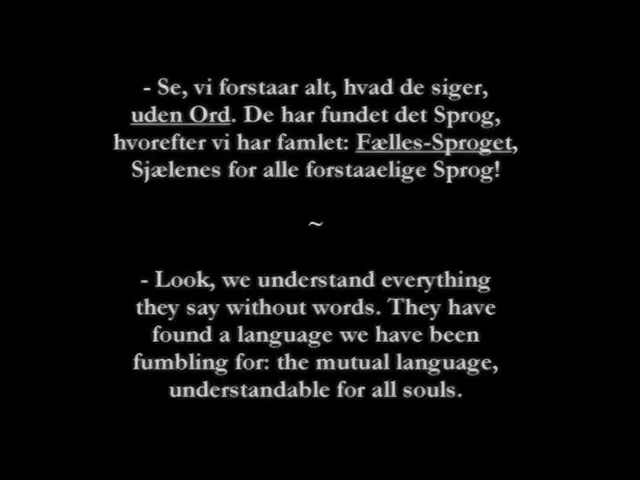 - Se, vi forstaar alt, hvad de siger,
uden Ord. De har fundet det Sprog,
hvorefter vi har famlet: Fælles-Sproget,
Sjælenes for alle forstaaelige Sprog!
~
- Look, we understand everything
they say without words. They have
found a language we have been
fumbling for: the mutual language,
understandable for all souls.